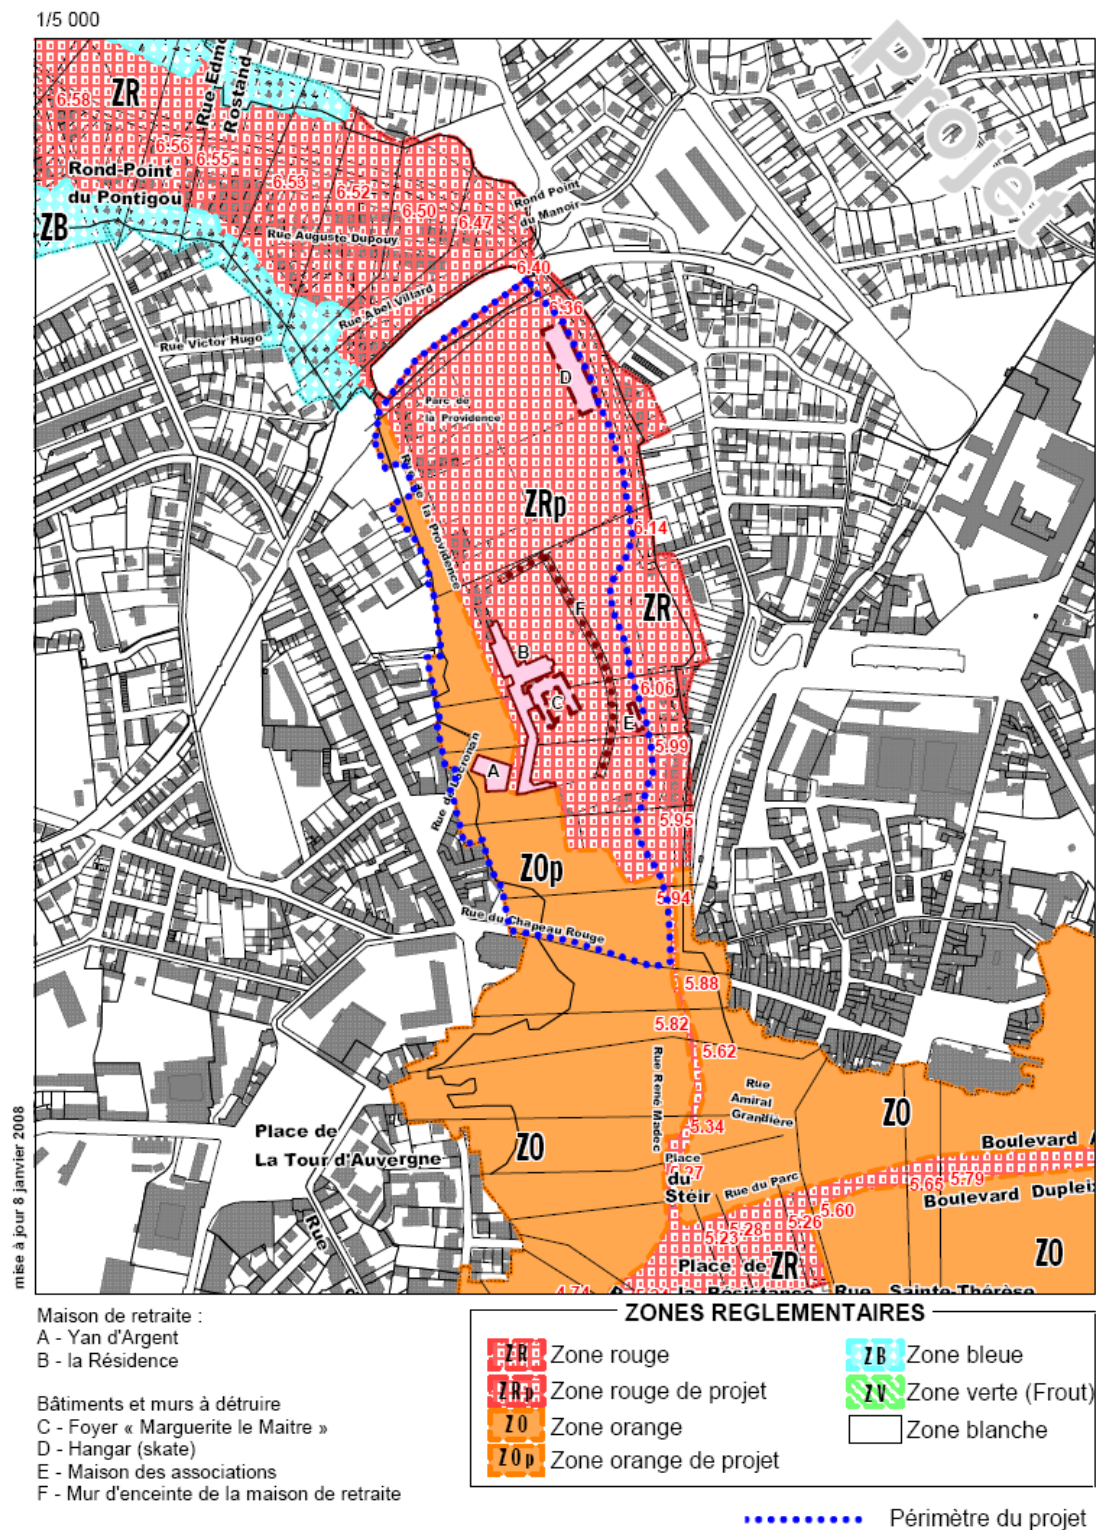 1/5 000
Projet
ZR
Rue Edmo
Rostand
6.58
6.56
6.55
6.53
6.52
6.50
6.47
Rond-Point
du Pontigou
ZB
Rue Auguste Dupouy
Rond Point
du Manoir
Rue Abel Villard
Rue Victor Hugo
6.40
6.36
D
Parc de
la Providence
ZRp
Rue de la Providence
6.14
F
ZR
B
C
6.06
E
5.99
A
Rue de Locronan
5.95
ZOp
5.94
Rue du Chapeau Rouge
5.88
5.82
5.62
Rue René Madec
Rue
Amiral
Grandière
ZO
5.34
Place de
La Tour d'Auvergne
ZO
Boulevard A
Place
du
Stéir
5.27
Rue du Parc
5.65
5.79
Boulevard Dupleix
5.60
5.26
5.28
5.23
ZO
Rue
Place de
la Résistance
ZR
4.74
Rue Sainte-Thérèse
mise à jour 8 janvier 2008
Maison de retraite :
A - Yan d'Argent
B - la Résidence
Bâtiments et murs à détruire
C - Foyer « Marguerite le Maitre »
D - Hangar (skate)
E - Maison des associations
F - Mur d'enceinte de la maison de retraite
ZONES REGLEMENTAIRES
ZR Zone rouge
ZRp Zone rouge de projet
ZO Zone orange
ZOp Zone orange de projet
ZB Zone bleue
ZV Zone verte (Frout)
Zone blanche
Périmètre du projet